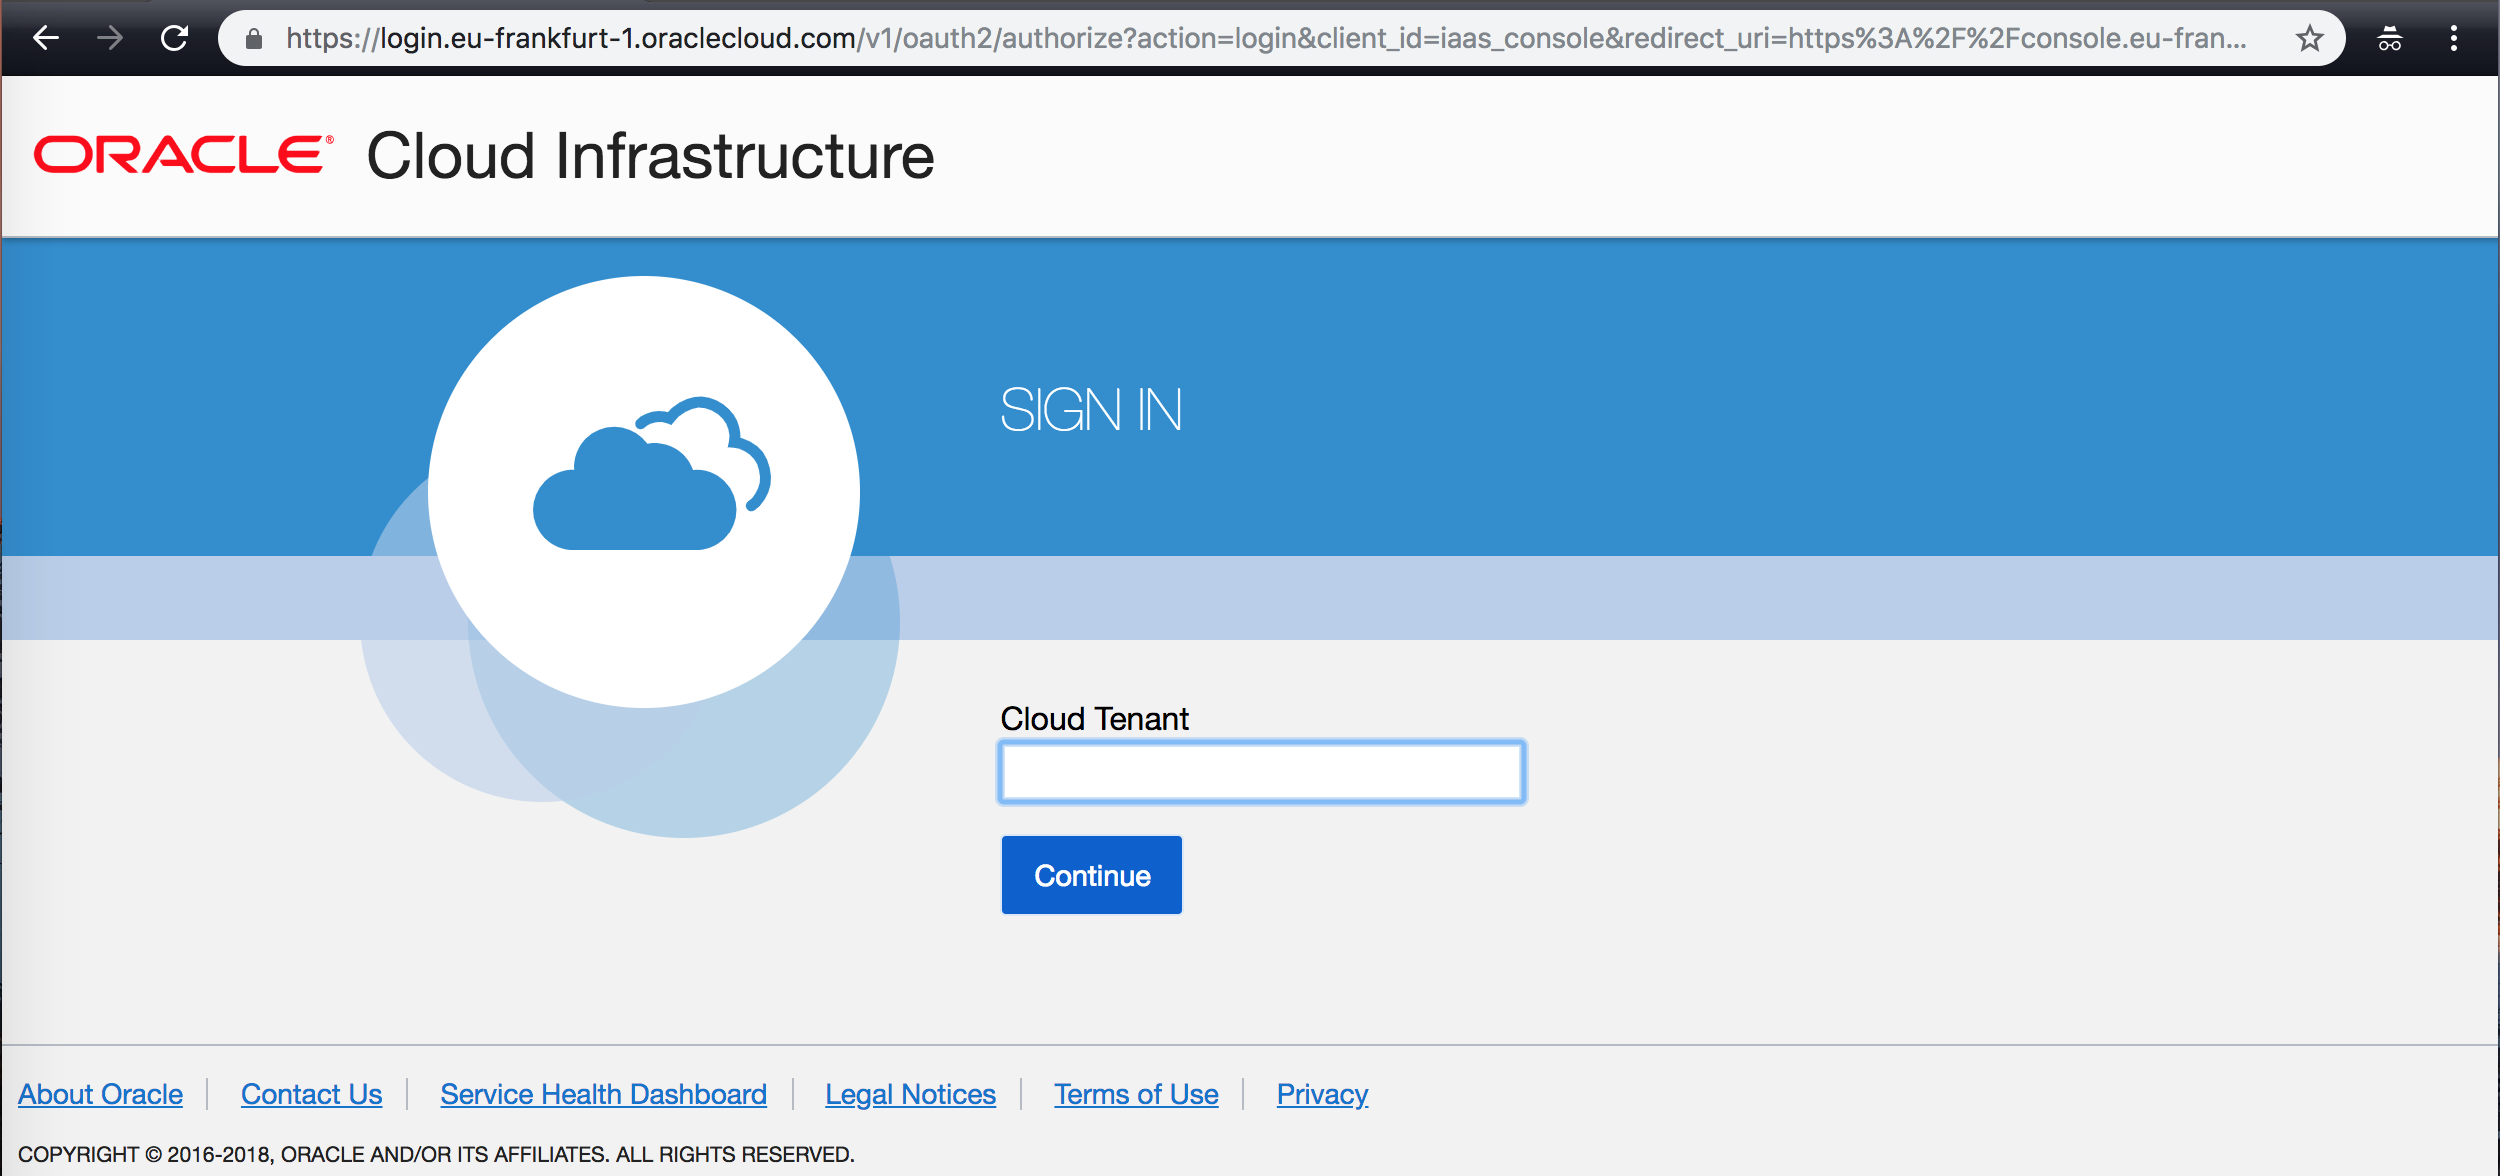 https://login.eu-frankfurt-1.oraclecloud.com/v1/oauth2/authorize?action=login&client_id=iaas_console&redirect_uri=https%3A%2F%2Fconsole.eu-fran...
ORACLE® Cloud Infrastructure
SIGN IN
Cloud Tenant
Continue
About Oracle | Contact Us | Service Health Dashboard | Legal Notices | Terms of Use | Privacy
COPYRIGHT © 2016-2018, ORACLE AND/OR ITS AFFILIATES. ALL RIGHTS RESERVED.